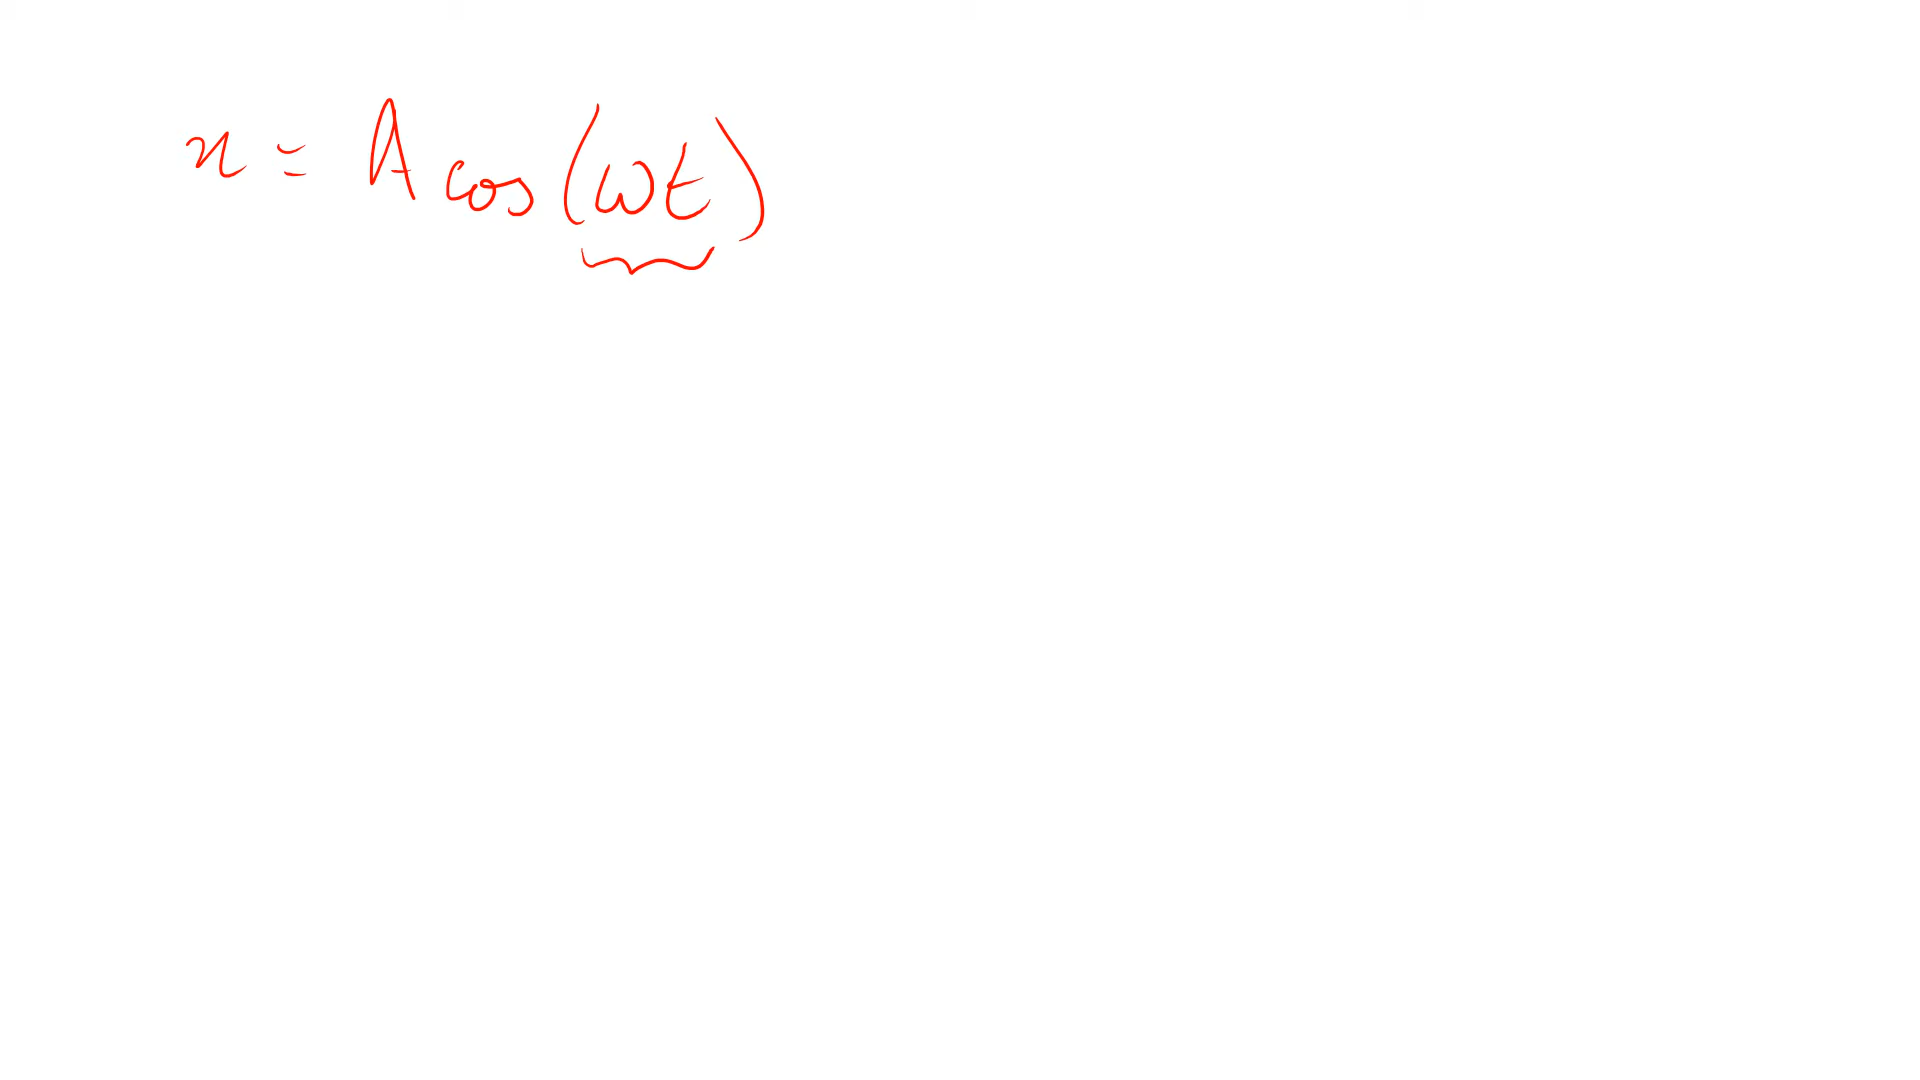 x = A cos(ωt)